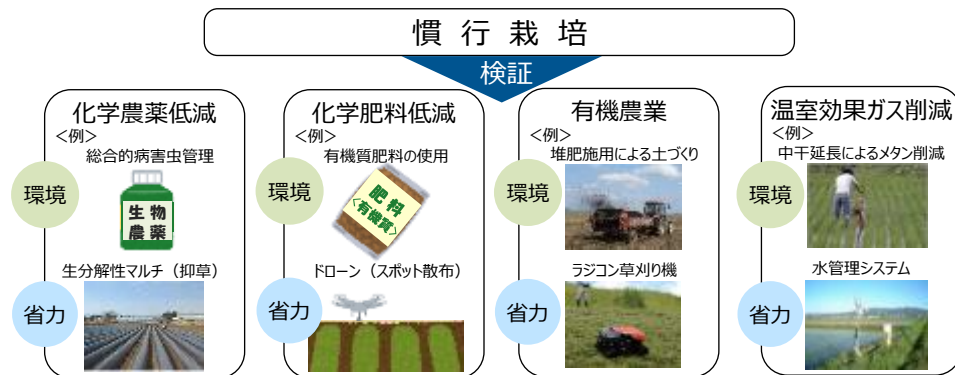 慣行栽培
検証
化学農薬低減
<例>
総合的病害虫管理
環境
生物
農薬
生分解性マルチ（抑草）
省力
化学肥料低減
<例>
有機質肥料の使用
環境
肥料
<有機質>
ドローン（スポット散布）
省力
有機農業
<例>
堆肥施用による土づくり
環境
ラジコン草刈り機
省力
温室効果ガス削減
<例>
中干延長によるメタン削減
環境
水管理システム
省力